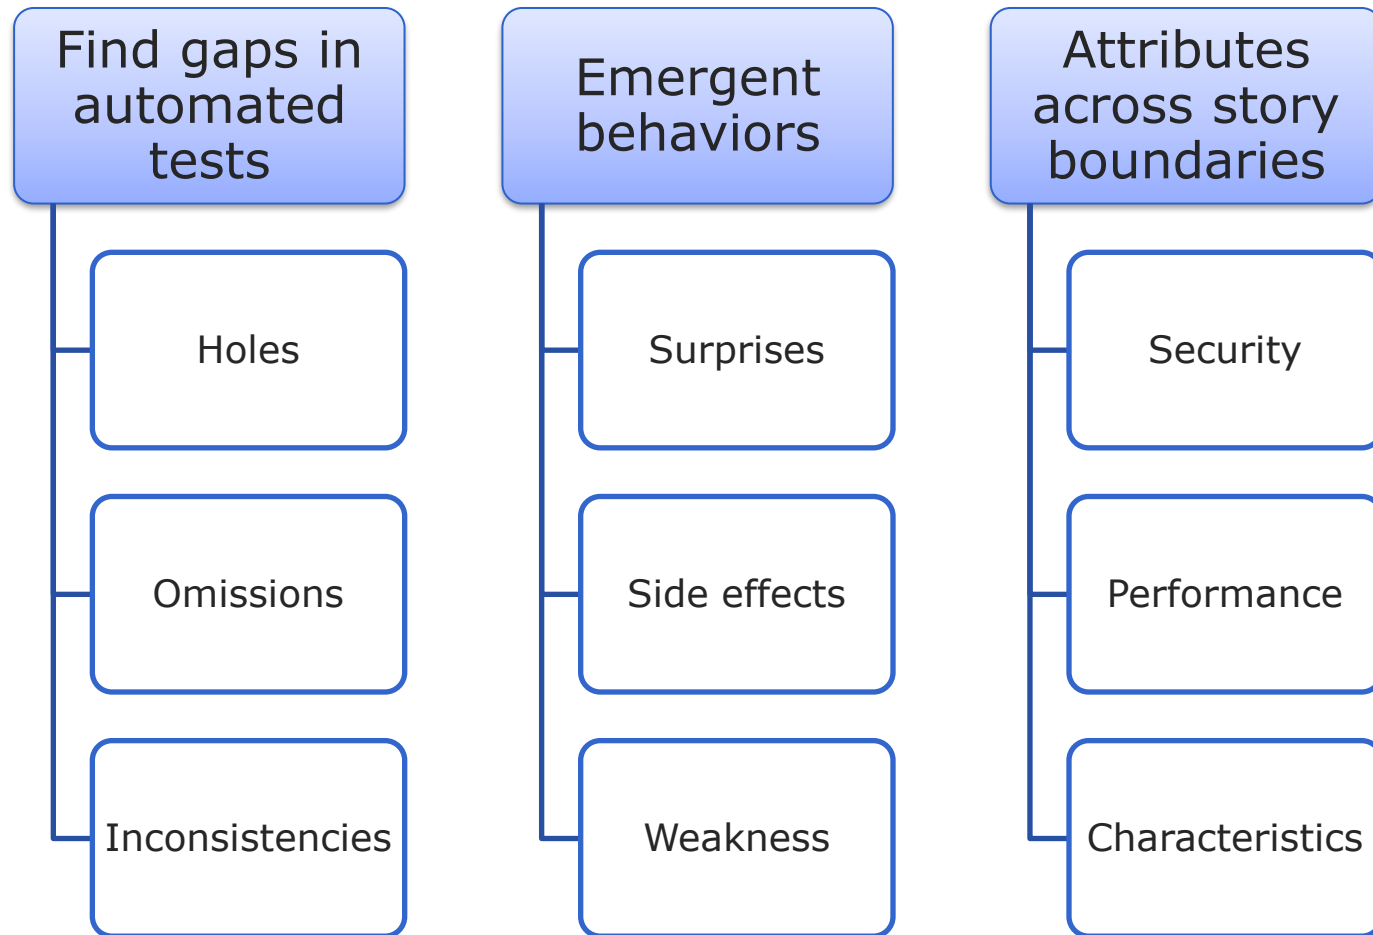 Find gaps in
automated
tests
Holes
Omissions
Inconsistencies
Emergent
behaviors
Surprises
Side effects
Weakness
Attributes
across story
boundaries
Security
Performance
Characteristics